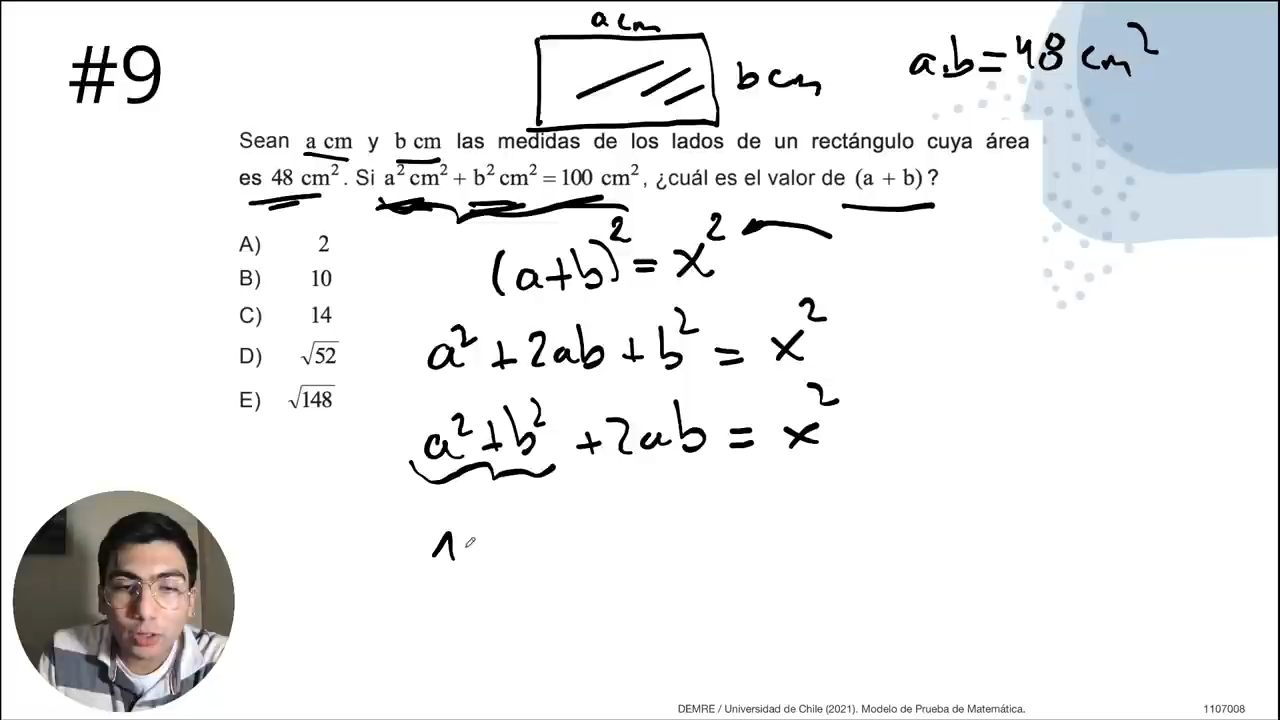 a cm
a.b = 48 cm²
#9
b cm
Sean a cm y b cm las medidas de los lados de un rectángulo cuya área
es 48 cm². Si a² cm² + b² cm² = 100 cm², ¿cuál es el valor de (a + b)?
(a+b)² = x²
A) 2
B) 10
C) 14
a² + 2ab + b² = x²
D) √52
E) √148
a² + b² + 2ab = x²
1
DEMRE / Universidad de Chile (2021). Modelo de Prueba de Matemática.
1107008